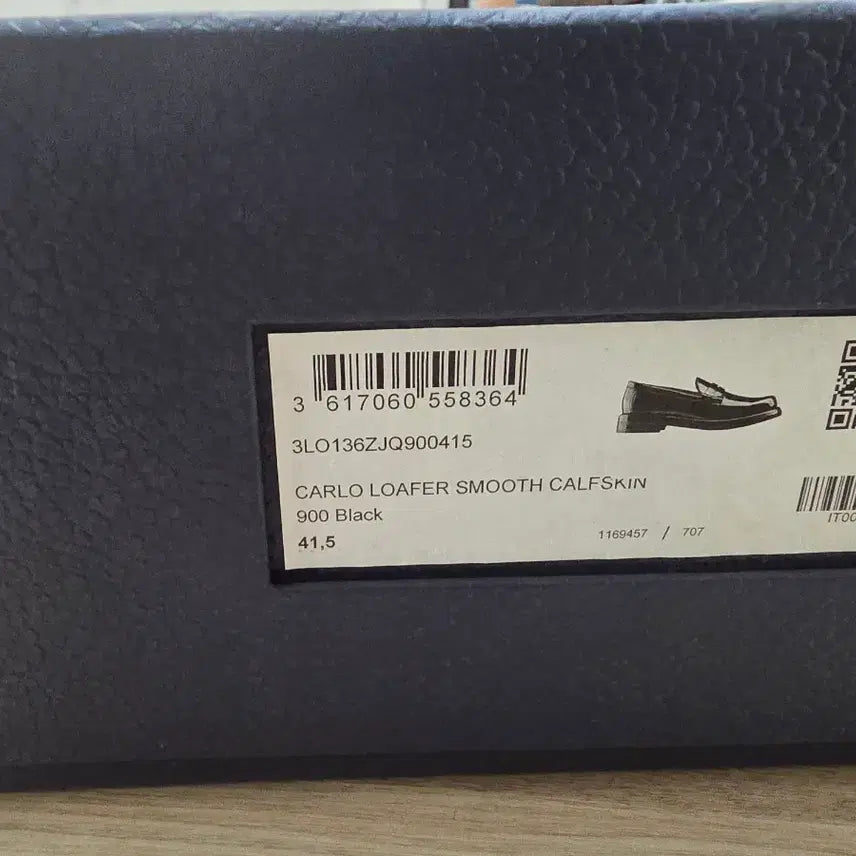 3 617060 558364
3LO136ZJQ900415
CARLO LOAFER SMOOTH CALFSKIN
900 Black
41,5
1169457 / 707